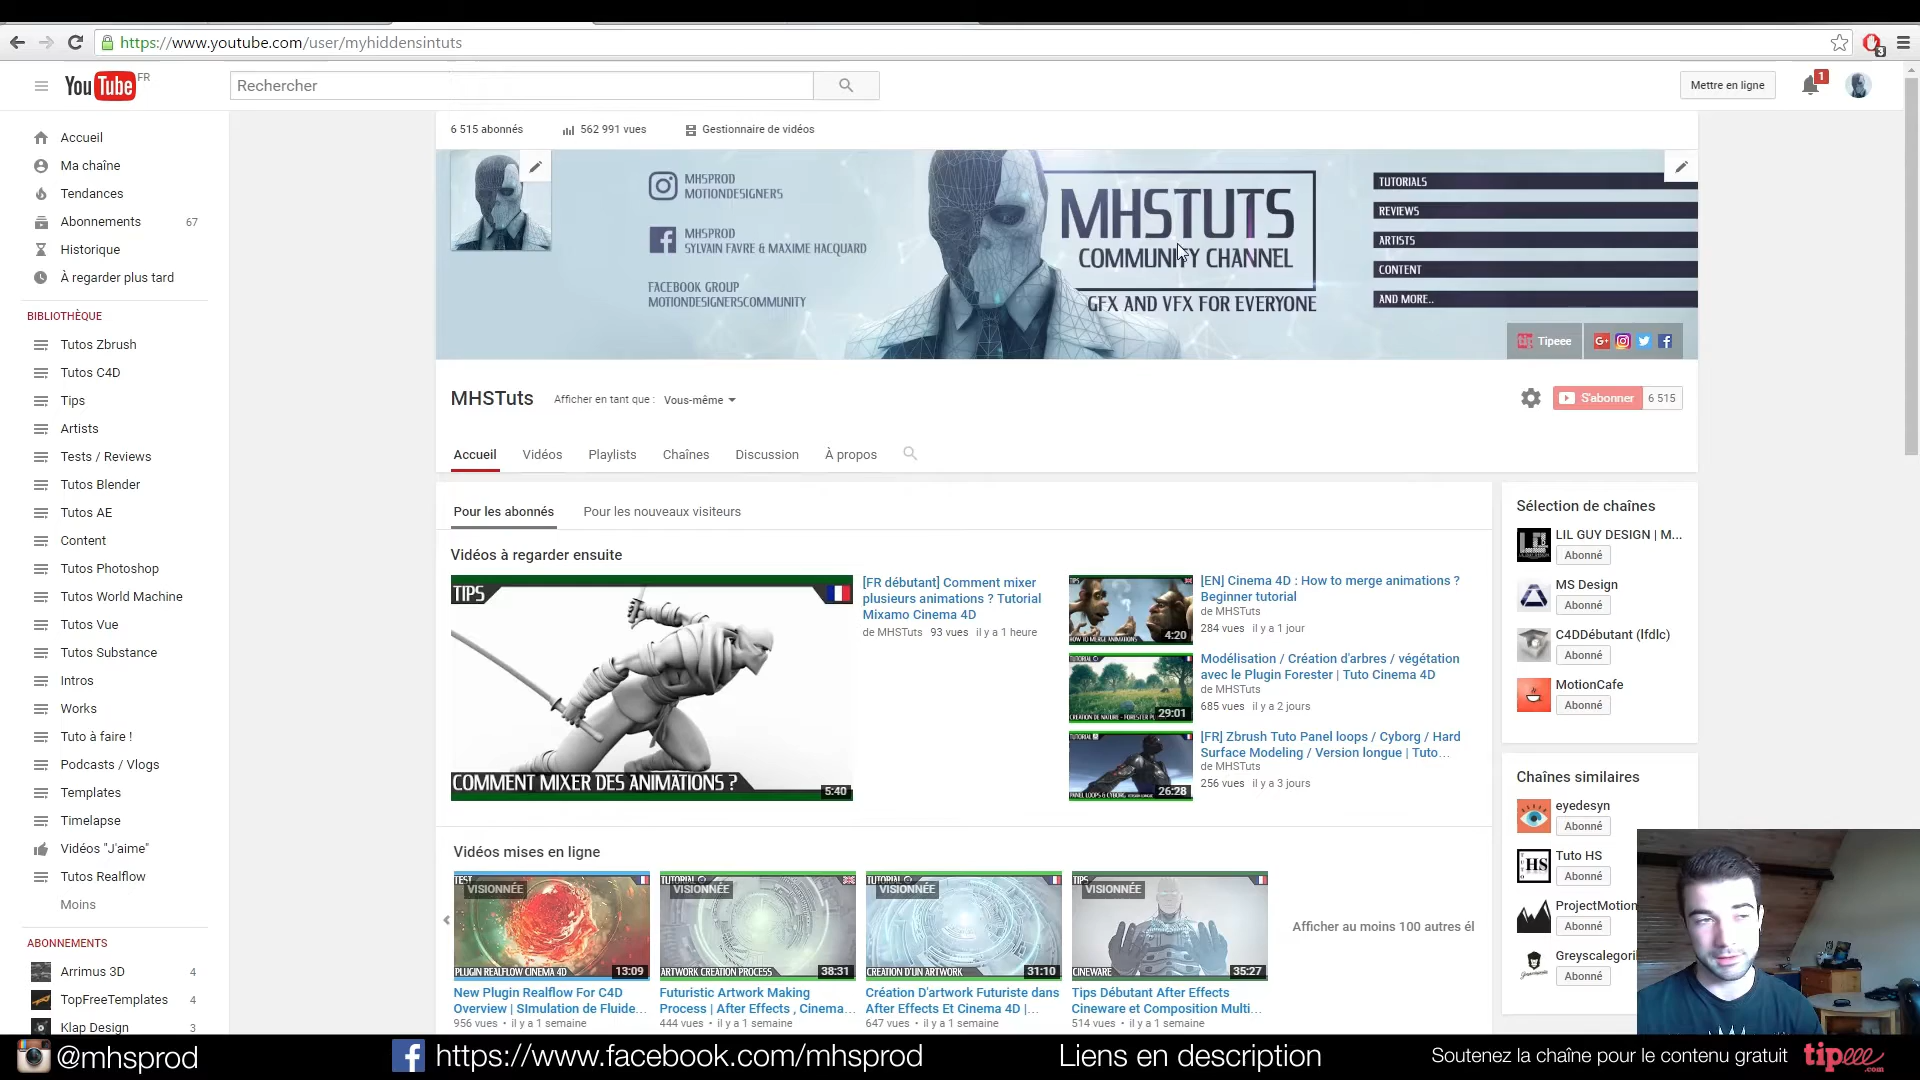 https://www.youtube.com/user/myhiddensintuts
3
YouTube FR
Rechercher
Mettre en ligne
1
Accueil
Ma chaîne
Tendances
Abonnements 67
Historique
À regarder plus tard
BIBLIOTHÈQUE
Tutos Zbrush
Tutos C4D
Tips
Artists
Tests / Reviews
Tutos Blender
Tutos AE
Content
Tutos Photoshop
Tutos World Machine
Tutos Vue
Tutos Substance
Intros
Works
Tuto à faire !
Podcasts / Vlogs
Templates
Timelapse
Vidéos "J'aime"
Tutos Realflow
Moins
ABONNEMENTS
Arrimus 3D 4
TopFreeTemplates 4
Klap Design 3
6 515 abonnés 562 991 vues Gestionnaire de vidéos
MHSPROD
MOTIONDESIGNERS
MHSPROD
SYLVAIN FAVRE & MAXIME HACQUARD
FACEBOOK GROUP
MOTIONDESIGNERSCOMMUNITY
MHSTUTS
COMMUNITY CHANNEL
GFX AND VFX FOR EVERYONE
TUTORIALS
REVIEWS
ARTISTS
CONTENT
AND MORE..
Tipeee
MHSTuts Afficher en tant que : Vous-même
S'abonner 6 515
Accueil Vidéos Playlists Chaînes Discussion À propos
Pour les abonnés Pour les nouveaux visiteurs
Vidéos à regarder ensuite
TIPS
COMMENT MIXER DES ANIMATIONS ?
5:40
[FR débutant] Comment mixer
plusieurs animations ? Tutorial
Mixamo Cinema 4D
de MHSTuts 93 vues il y a 1 heure
TIPS
HOW TO MERGE ANIMATIONS
4:20
[EN] Cinema 4D : How to merge animations ?
Beginner tutorial
de MHSTuts
284 vues il y a 1 jour
TUTORIAL
29:01
Modélisation / Création d'arbres / végétation
avec le Plugin Forester | Tuto Cinema 4D
de MHSTuts
685 vues il y a 2 jours
TUTORIAL
26:28
[FR] Zbrush Tuto Panel loops / Cyborg / Hard
Surface Modeling / Version longue | Tuto...
de MHSTuts
256 vues il y a 3 jours
Vidéos mises en ligne
TEST
VISIONNÉE
PLUGIN REALFLOW CINEMA 4D
13:09
New Plugin Realflow For C4D
Overview | SImulation de Fluide...
956 vues • il y a 1 semaine
TUTORIAL
VISIONNÉE
ARTWORK CREATION PROCESS
38:31
Futuristic Artwork Making
Process | After Effects , Cinema...
444 vues • il y a 1 semaine
TUTORIAL
VISIONNÉE
CREATION D'UN ARTWORK
31:10
Création D'artwork Futuriste dans
After Effects Et Cinema 4D |...
647 vues • il y a 1 semaine
TIPS
VISIONNÉE
CINEWARE
35:27
Tips Débutant After Effects
Cineware et Composition Multi...
514 vues • il y a 1 semaine
Afficher au moins 100 autres él
Sélection de chaînes
LIL GUY DESIGN | M...
Abonné
MS Design
Abonné
C4DDébutant (lfdlc)
Abonné
MotionCafe
Abonné
Chaînes similaires
eyedesyn
Abonné
TUTO
HS
Tuto HS
Abonné
ProjectMotion
Abonné
Greyscalegori
Abonné
@mhsprod
https://www.facebook.com/mhsprod
Liens en description
Soutenez la chaîne pour le contenu gratuit
tipeee.com